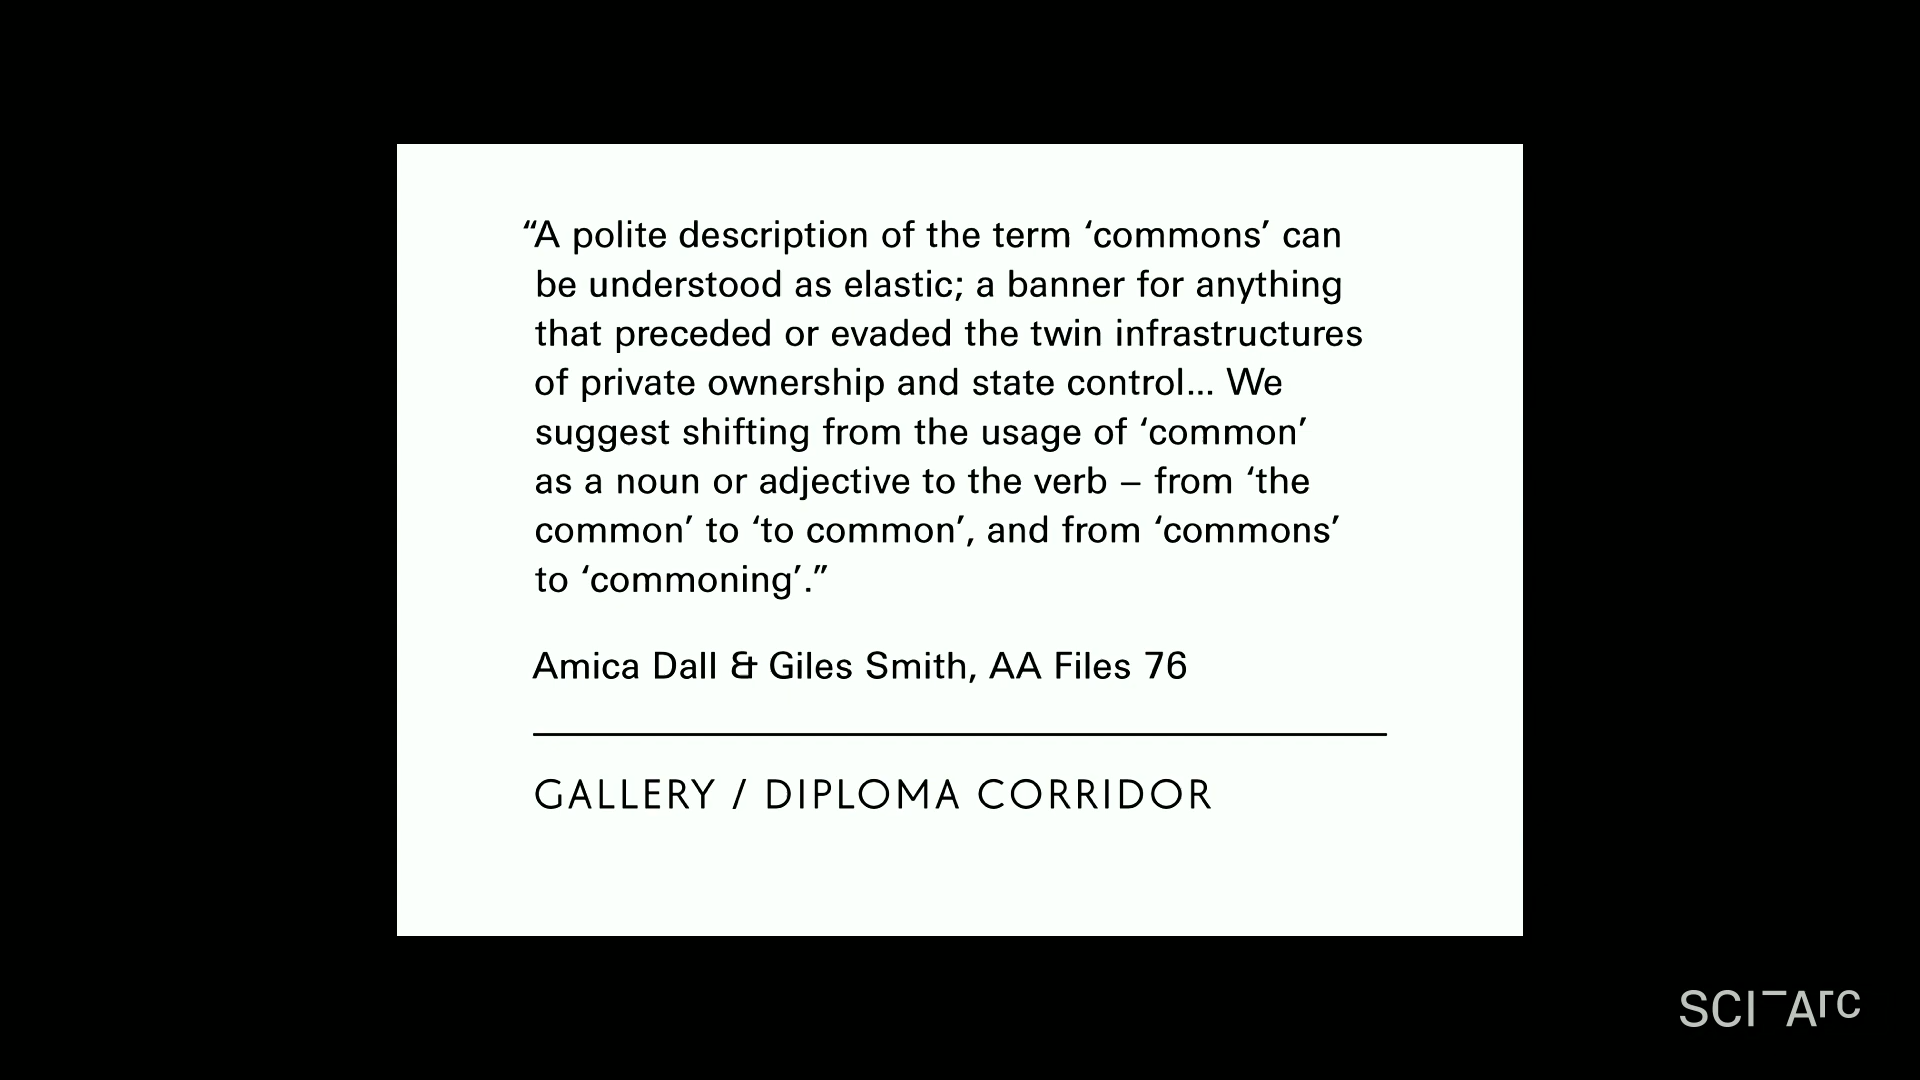 “A polite description of the term ‘commons’ can
be understood as elastic; a banner for anything
that preceded or evaded the twin infrastructures
of private ownership and state control... We
suggest shifting from the usage of ‘common’
as a noun or adjective to the verb – from ‘the
common’ to ‘to common’, and from ‘commons’
to ‘commoning’.”
Amica Dall & Giles Smith, AA Files 76
GALLERY / DIPLOMA CORRIDOR
SCI-Arc